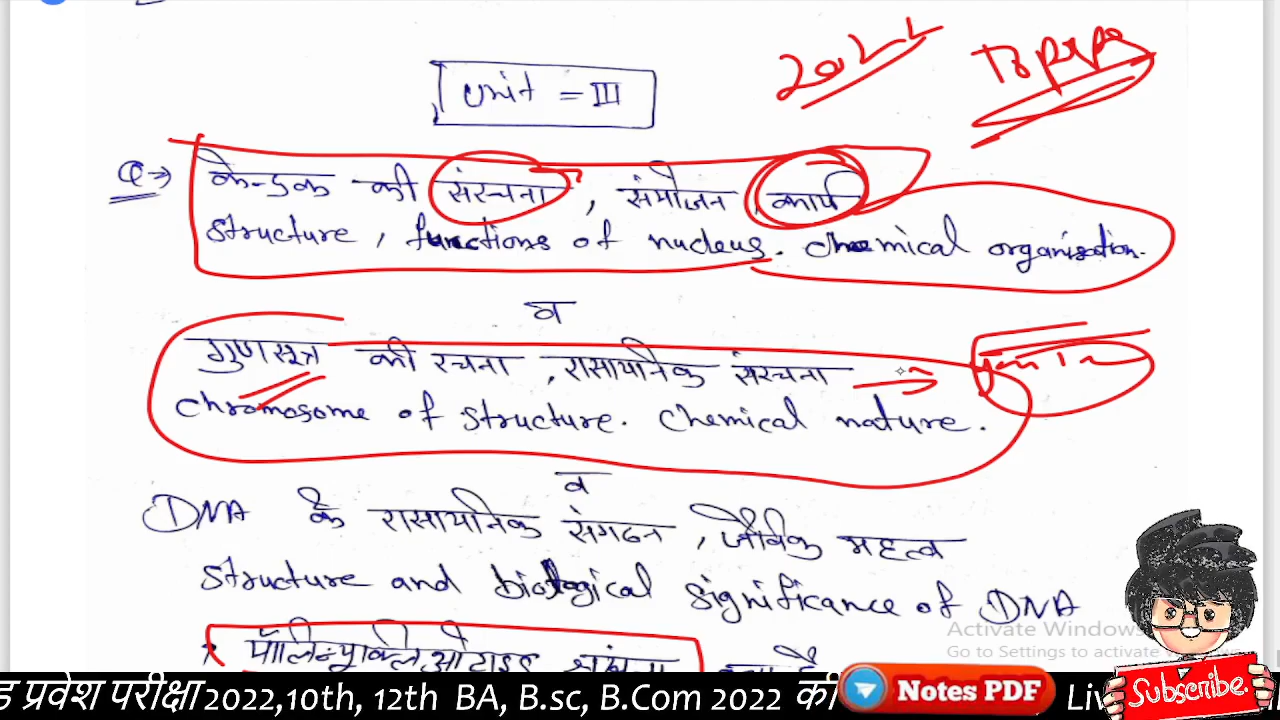 2022
Unit = III
Q → केन्द्रक की संरचना, संयोजन, कार्य
structure, functions of nucleus. chemical organisation.
व
गुणसूत्र की रचना, रासायनिक संरचना →
chromosome of structure. chemical nature.
व
DNA के रासायनिक संगठन, जैविक महत्व
structure and biological significance of DNA
Activate Windows
Go to Settings to activate
पॉलिन्यूक्लिओटाइड
प्रवेश परीक्षा 2022,10th, 12th BA, B.sc, B.Com 2022 की Notes PDF
Subscribe